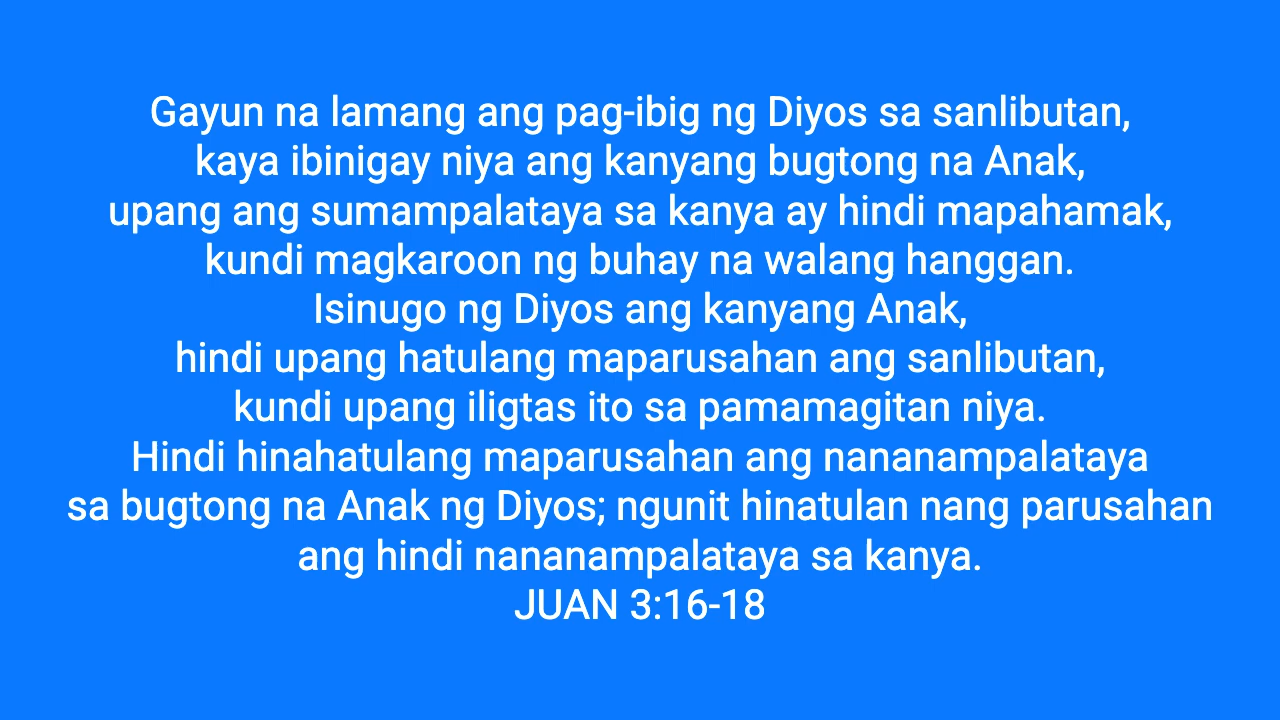 Gayun na lamang ang pag-ibig ng Diyos sa sanlibutan,
kaya ibinigay niya ang kanyang bugtong na Anak,
upang ang sumampalataya sa kanya ay hindi mapahamak,
kundi magkaroon ng buhay na walang hanggan.
Isinugo ng Diyos ang kanyang Anak,
hindi upang hatulang maparusahan ang sanlibutan,
kundi upang iligtas ito sa pamamagitan niya.
Hindi hinahatulang maparusahan ang nananampalataya
sa bugtong na Anak ng Diyos; ngunit hinatulan nang parusahan
ang hindi nananampalataya sa kanya.
JUAN 3:16-18